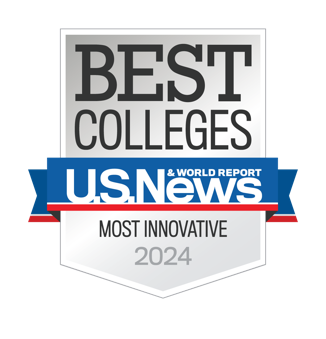 BEST
COLLEGES
& WORLD REPORT
U.S.News
MOST INNOVATIVE
2024